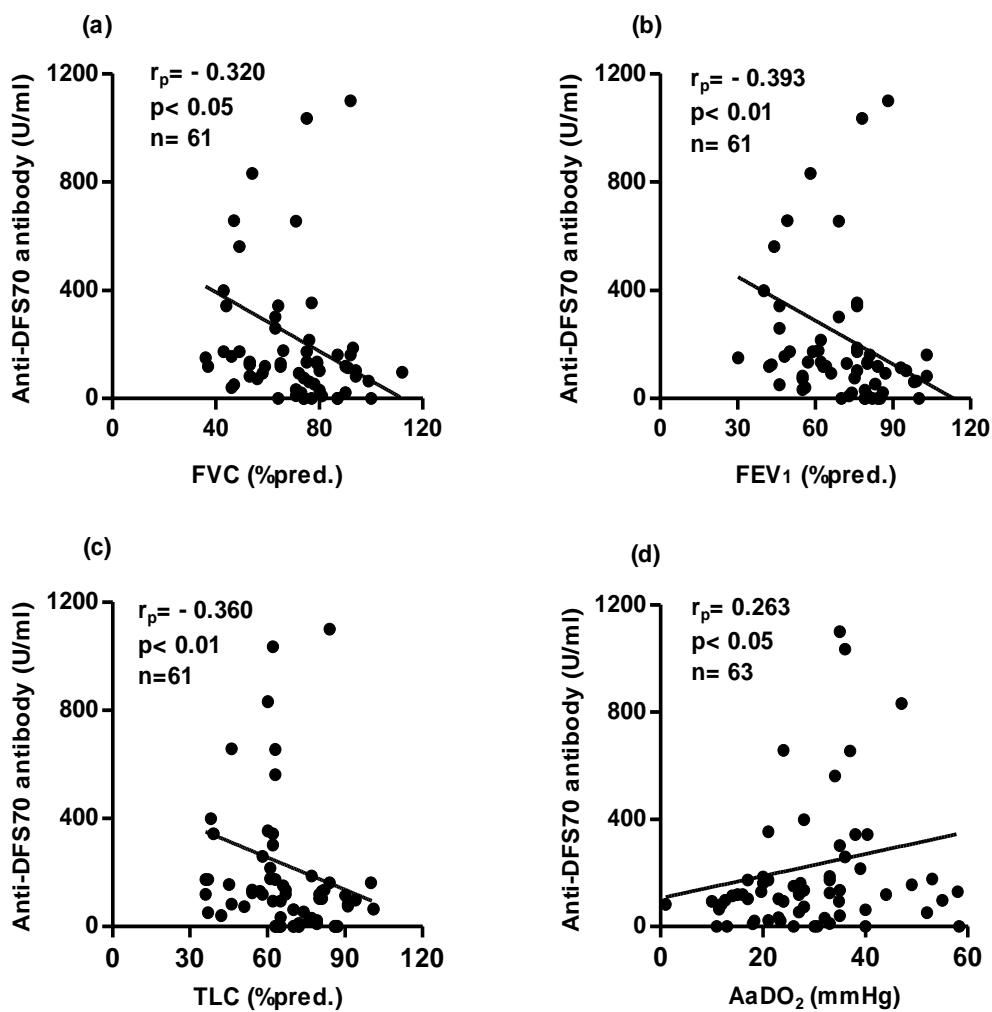 (a)
r_p= - 0.320
p< 0.05
n= 61
Anti-DFS70 antibody (U/ml)
1200
800
400
0
0 40 80 120
FVC (%pred.)
(b)
r_p= - 0.393
p< 0.01
n= 61
Anti-DFS70 antibody (U/ml)
1200
800
400
0
0 30 60 90 120
FEV1 (%pred.)
(c)
r_p= - 0.360
p< 0.01
n=61
Anti-DFS70 antibody (U/ml)
1200
800
400
0
0 30 60 90 120
TLC (%pred.)
(d)
r_p= 0.263
p< 0.05
n= 63
Anti-DFS70 antibody (U/ml)
1200
800
400
0
0 20 40 60
AaDO₂ (mmHg)